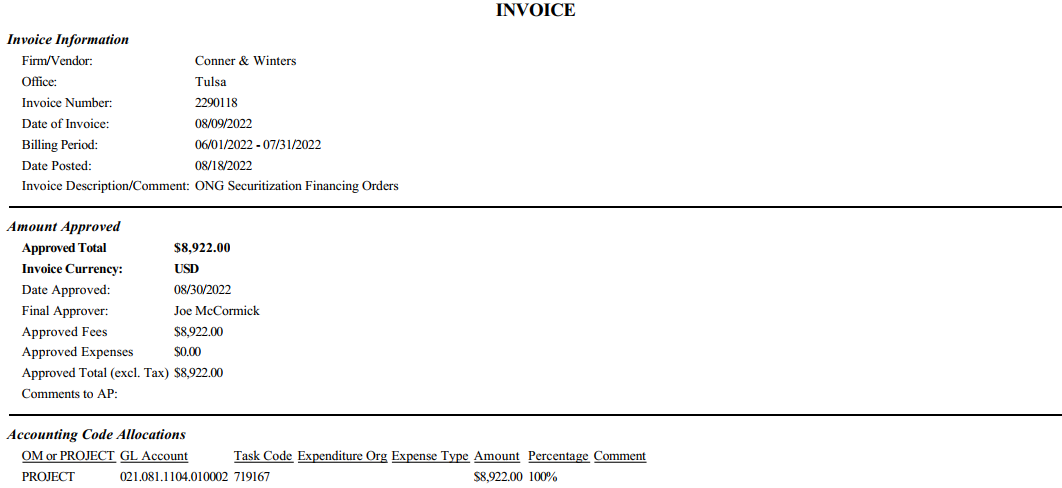 INVOICE
Invoice Information
Firm/Vendor: Conner & Winters
Office: Tulsa
Invoice Number: 2290118
Date of Invoice: 08/09/2022
Billing Period: 06/01/2022 - 07/31/2022
Date Posted: 08/18/2022
Invoice Description/Comment: ONG Securitization Financing Orders
Amount Approved
Approved Total $8,922.00
Invoice Currency: USD
Date Approved: 08/30/2022
Final Approver: Joe McCormick
Approved Fees $8,922.00
Approved Expenses $0.00
Approved Total (excl. Tax) $8,922.00
Comments to AP:
Accounting Code Allocations
OM or PROJECT GL Account Task Code Expenditure Org Expense Type Amount Percentage Comment
PROJECT 021.081.1104.010002 719167 $8,922.00 100%